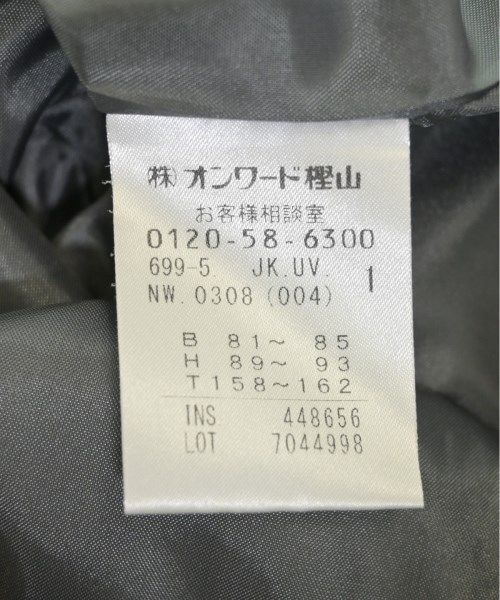 ㈱オンワード樫山
お客様相談室
0120-58-6300
699-5. JK.UV. 1
NW. 0308 (004)
B 81～ 85
H 89～ 93
T 158～162
INS 448656
LOT 7044998